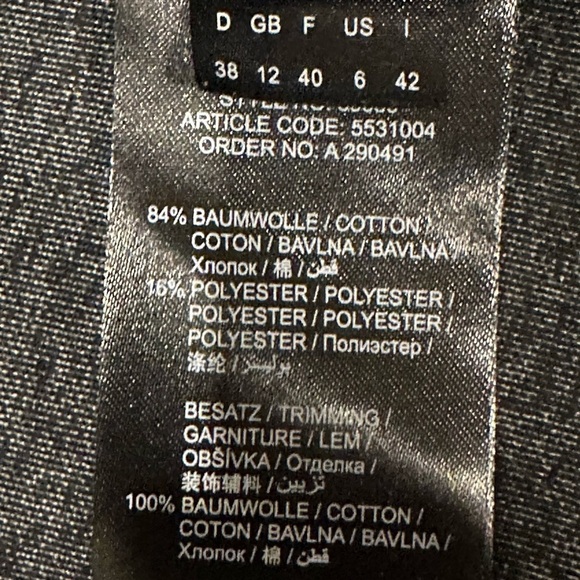 D GB F US I
38 12 40 6 42
STYLE NO:
ARTICLE CODE: 5531004
ORDER NO: A 290491
84% BAUMWOLLE / COTTON /
COTON / BAVLNA / BAVLNA /
Хлопок / 棉 / قطن
16% POLYESTER / POLYESTER /
POLYESTER / POLYESTER /
POLYESTER / Полиэстер /
涤纶 / بوليستر
BESATZ / TRIMMING /
GARNITURE / LEM /
OBŠÍVKA / Отделка /
装饰辅料 / تزيين
100% BAUMWOLLE / COTTON /
COTON / BAVLNA / BAVLNA /
Хлопок / 棉 / قطن